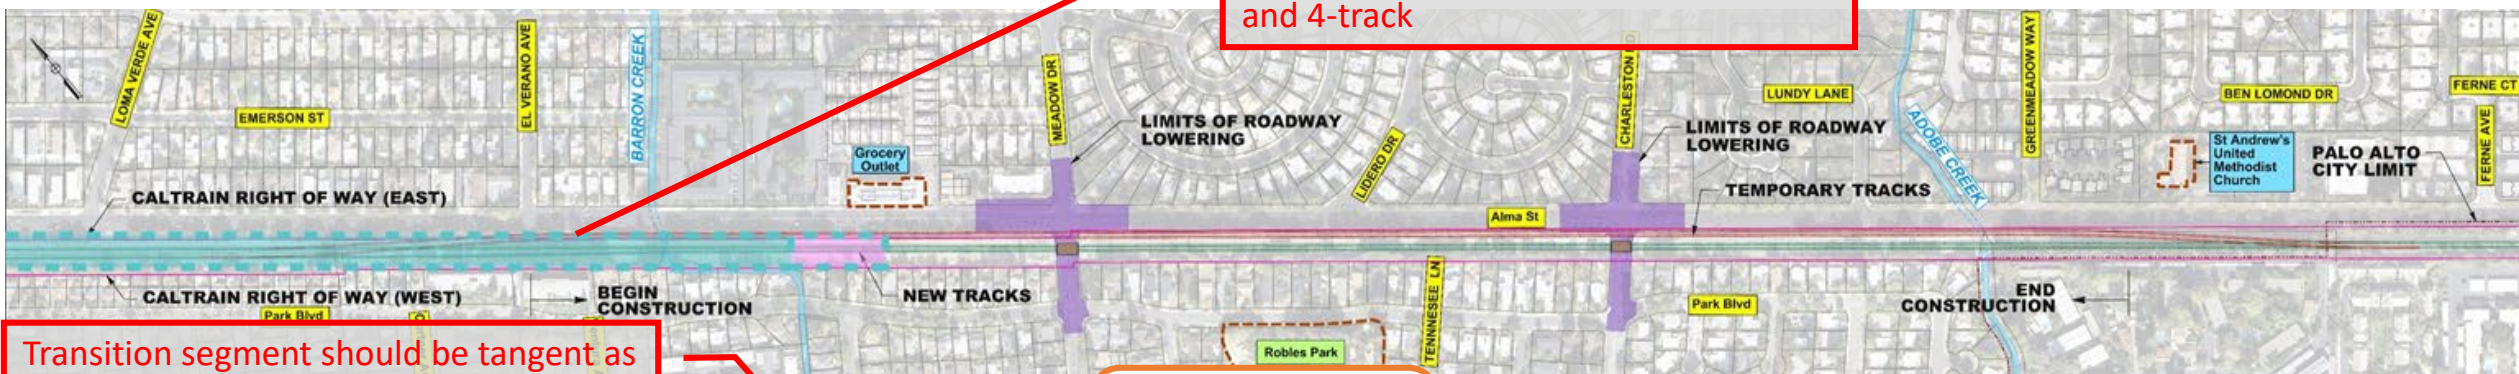 and 4-track
LOMA VERDE AVE
EMERSON ST
EL VERANO AVE
BARRON CREEK
Grocery
Outlet
MEADOW DR
LIMITS OF ROADWAY
LOWERING
LIDERO DR
CHARLESTON
LIMITS OF ROADWAY
LOWERING
LUNDY LANE
ADOBE CREEK
GREENMEADOW WAY
BEN LOMOND DR
FERNE CT
FERNE AVE
St Andrew's
United
Methodist
Church
PALO ALTO
CITY LIMIT
CALTRAIN RIGHT OF WAY (EAST)
Alma St
TEMPORARY TRACKS
CALTRAIN RIGHT OF WAY (WEST)
Park Blvd
BEGIN
CONSTRUCTION
NEW TRACKS
Robles Park
TENNNESEE LN
Park Blvd
END
CONSTRUCTION
Transition segment should be tangent as